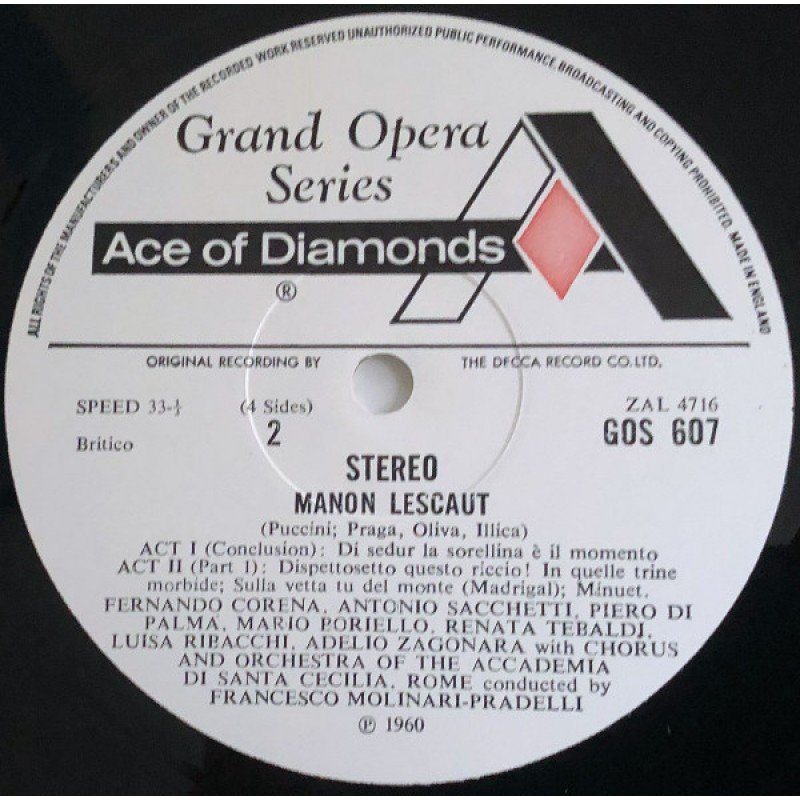 ALL RIGHTS OF THE MANUFACTURERS AND OWNER OF THE RECORDED WORK RESERVED UNAUTHORIZED PUBLIC PERFORMANCE, BROADCASTING AND COPYING PROHIBITED. MADE IN ENGLAND
Grand Opera
Series
Ace of Diamonds
®
ORIGINAL RECORDING BY THE DECCA RECORD CO. LTD.
SPEED 33-⅓ (4 Sides) ZAL 4716
Britico 2 GOS 607
STEREO
MANON LESCAUT
(Puccini; Praga, Oliva, Illica)
ACT I (Conclusion): Di sedur la sorellina è il momento
ACT II (Part 1): Dispettosetto questo riccio! In quelle trine
morbide; Sulla vetta tu del monte (Madrigal); Minuet.
FERNANDO CORENA, ANTONIO SACCHETTI, PIERO DI
PALMA, MARIO BORIELLO, RENATA TEBALDI,
LUISA RIBACCHI, ADELIO ZAGONARA with CHORUS
AND ORCHESTRA OF THE ACCADEMIA
DI SANTA CECILIA, ROME conducted by
FRANCESCO MOLINARI-PRADELLI
℗ 1960